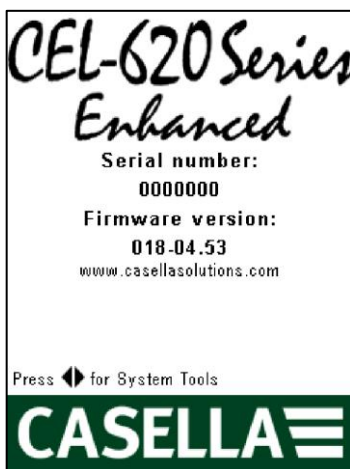 CEL-620 Series
Enhanced
Serial number:
0000000
Firmware version:
018-04.53
www.casellasolutions.com
Press ◀▶ for System Tools
CASELLA